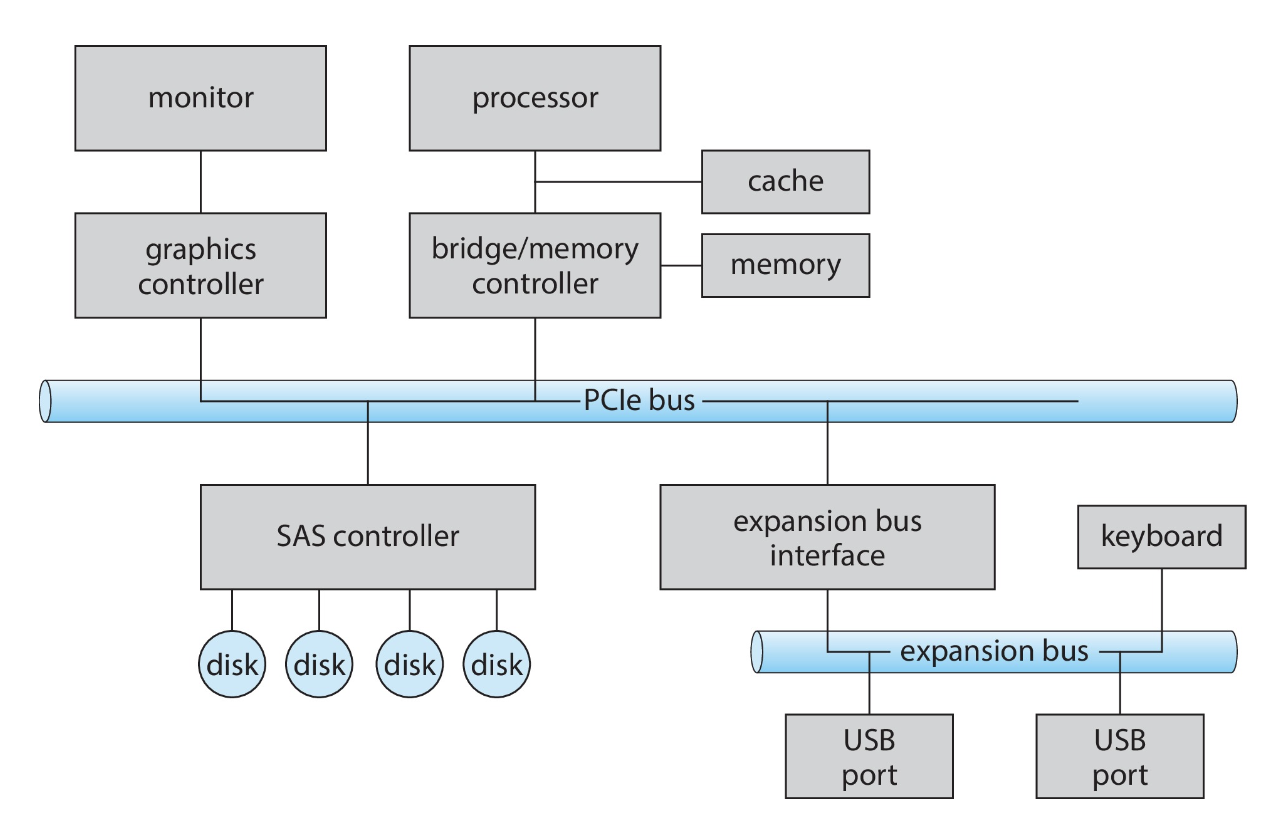 monitor
processor
cache
graphics
controller
bridge/memory
controller
memory
PCIe bus
SAS controller
expansion bus
interface
keyboard
disk
disk
disk
disk
expansion bus
USB
port
USB
port